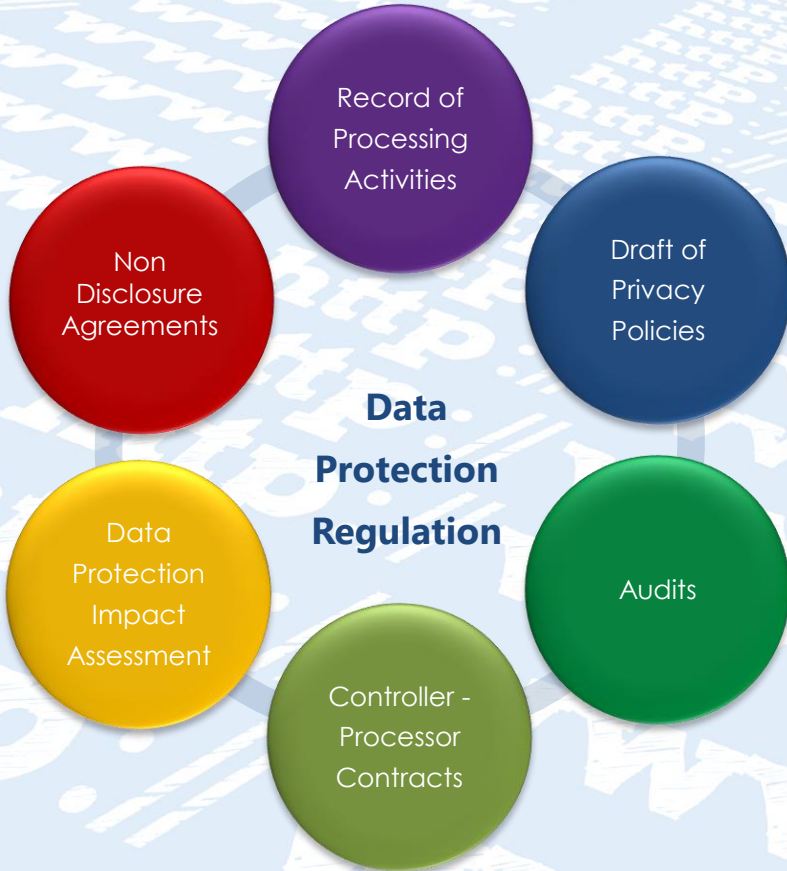 Record of
Processing
Activities
Draft of
Privacy
Policies
Audits
Controller -
Processor
Contracts
Data
Protection
Impact
Assessment
Non
Disclosure
Agreements
Data
Protection
Regulation